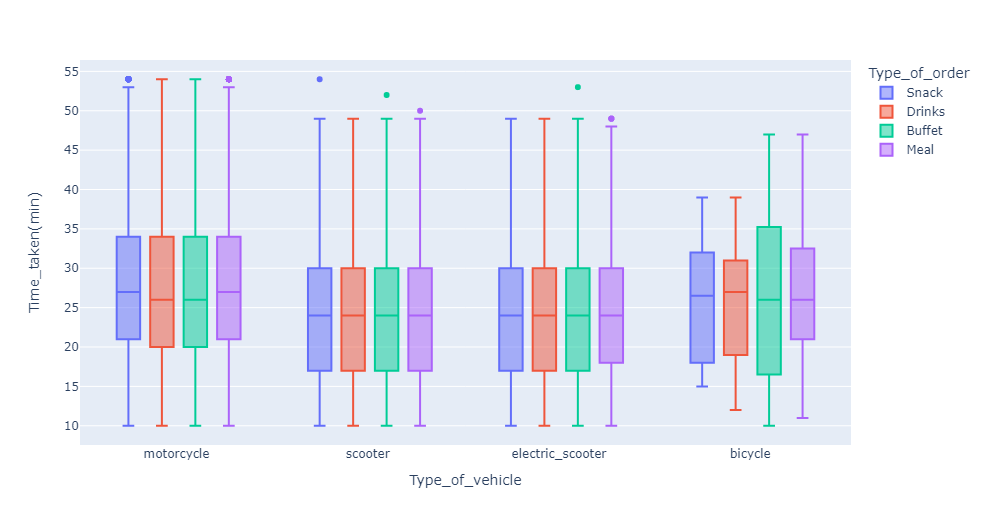 Type_of_order
Snack
Drinks
Buffet
Meal
Time_taken(min)
55
50
45
40
35
30
25
20
15
10
motorcycle
scooter
electric_scooter
bicycle
Type_of_vehicle